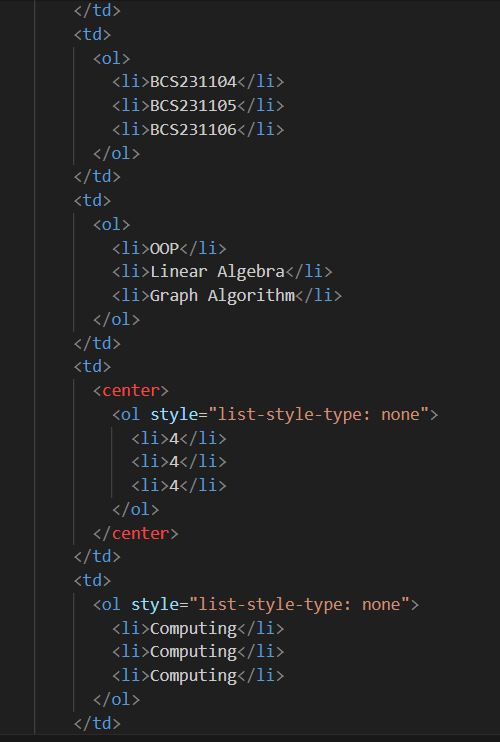 </td>
<td>
<ol>
<li>BCS231104</li>
<li>BCS231105</li>
<li>BCS231106</li>
</ol>
</td>
<td>
<ol>
<li>OOP</li>
<li>Linear Algebra</li>
<li>Graph Algorithm</li>
</ol>
</td>
<td>
<center>
<ol style="list-style-type: none">
<li>4</li>
<li>4</li>
<li>4</li>
</ol>
</center>
</td>
<td>
<ol style="list-style-type: none">
<li>Computing</li>
<li>Computing</li>
<li>Computing</li>
</ol>
</td>